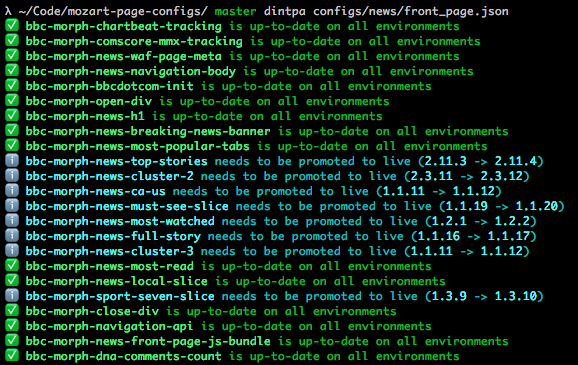 λ ~/Code/mozart-page-configs/ master dintpa configs/news/front_page.json
✅ bbc-morph-chartbeat-tracking is up-to-date on all environments
✅ bbc-morph-comscore-mmx-tracking is up-to-date on all environments
✅ bbc-morph-news-waf-page-meta is up-to-date on all environments
✅ bbc-morph-news-navigation-body is up-to-date on all environments
✅ bbc-morph-bbcdotcom-init is up-to-date on all environments
✅ bbc-morph-open-div is up-to-date on all environments
✅ bbc-morph-news-h1 is up-to-date on all environments
✅ bbc-morph-news-breaking-news-banner is up-to-date on all environments
✅ bbc-morph-news-most-popular-tabs is up-to-date on all environments
ℹ️ bbc-morph-news-top-stories needs to be promoted to live (2.11.3 -> 2.11.4)
ℹ️ bbc-morph-news-cluster-2 needs to be promoted to live (2.3.11 -> 2.3.12)
ℹ️ bbc-morph-news-ca-us needs to be promoted to live (1.1.11 -> 1.1.12)
ℹ️ bbc-morph-news-must-see-slice needs to be promoted to live (1.1.19 -> 1.1.20)
ℹ️ bbc-morph-news-most-watched needs to be promoted to live (1.2.1 -> 1.2.2)
ℹ️ bbc-morph-news-full-story needs to be promoted to live (1.1.16 -> 1.1.17)
ℹ️ bbc-morph-news-cluster-3 needs to be promoted to live (1.1.11 -> 1.1.12)
✅ bbc-morph-news-most-read is up-to-date on all environments
✅ bbc-morph-news-local-slice is up-to-date on all environments
ℹ️ bbc-morph-sport-seven-slice needs to be promoted to live (1.3.9 -> 1.3.10)
✅ bbc-morph-close-div is up-to-date on all environments
✅ bbc-morph-navigation-api is up-to-date on all environments
✅ bbc-morph-news-front-page-js-bundle is up-to-date on all environments
✅ bbc-morph-dna-comments-count is up-to-date on all environments